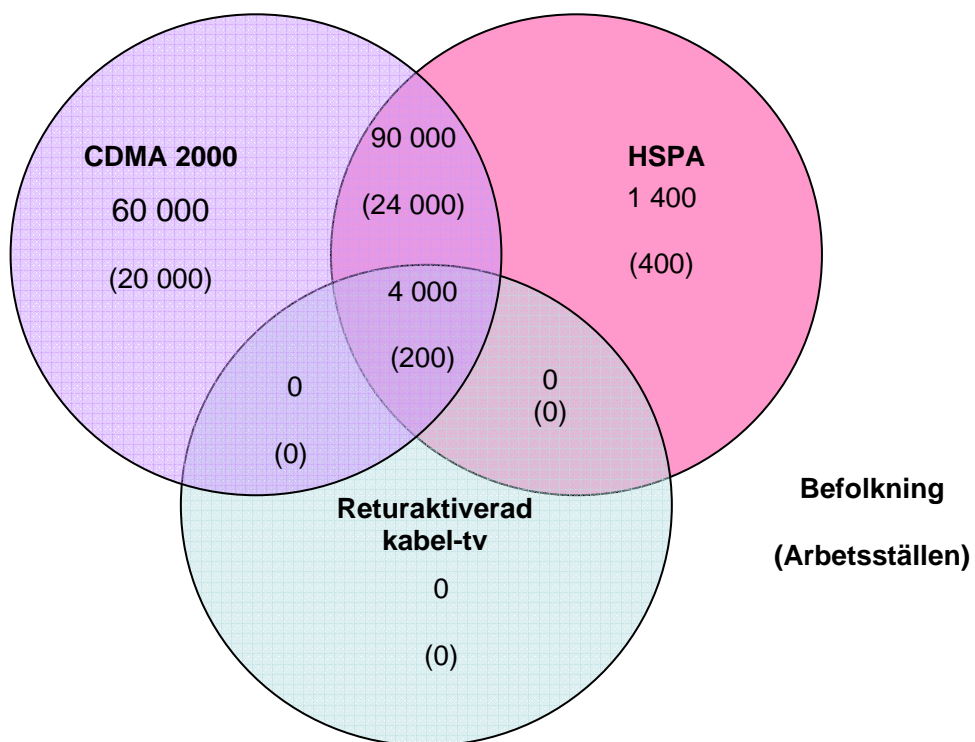 90 000
CDMA 2000
HSPA
60 000
1 400
(24 000)
(20 000)
(400)
4 000
(200)
0
0
(0)
(0)
Befolkning
Returaktiverad
kabel-tv
(Arbetsställen)
0
(0)